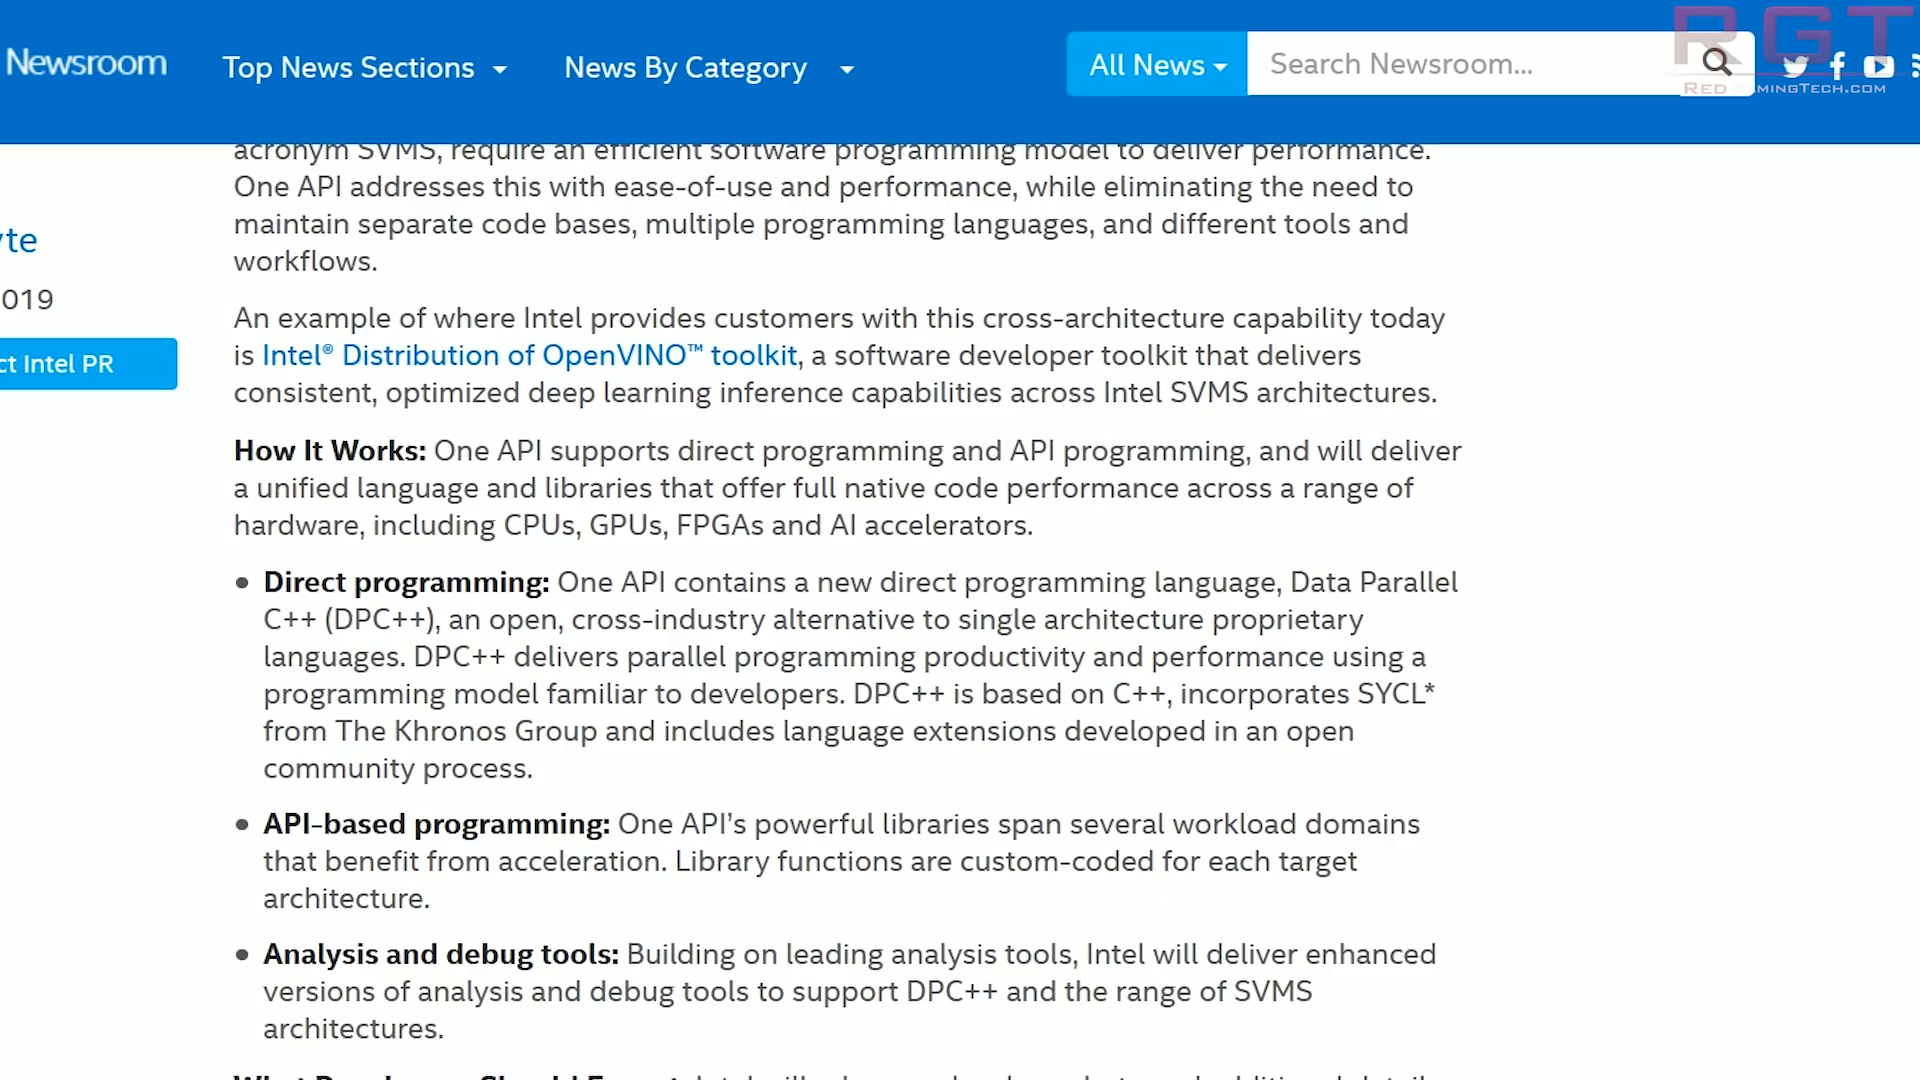 Newsroom
Top News Sections
News By Category
All News
Search Newsroom...
RGT
RED GAMINGTECH.COM
acronym SVMS, require an efficient software programming model to deliver performance.
One API addresses this with ease-of-use and performance, while eliminating the need to
maintain separate code bases, multiple programming languages, and different tools and
workflows.
yte
019
ct Intel PR
An example of where Intel provides customers with this cross-architecture capability today
is Intel® Distribution of OpenVINO™ toolkit, a software developer toolkit that delivers
consistent, optimized deep learning inference capabilities across Intel SVMS architectures.
How It Works: One API supports direct programming and API programming, and will deliver
a unified language and libraries that offer full native code performance across a range of
hardware, including CPUs, GPUs, FPGAs and AI accelerators.
• Direct programming: One API contains a new direct programming language, Data Parallel
C++ (DPC++), an open, cross-industry alternative to single architecture proprietary
languages. DPC++ delivers parallel programming productivity and performance using a
programming model familiar to developers. DPC++ is based on C++, incorporates SYCL*
from The Khronos Group and includes language extensions developed in an open
community process.
• API-based programming: One API’s powerful libraries span several workload domains
that benefit from acceleration. Library functions are custom-coded for each target
architecture.
• Analysis and debug tools: Building on leading analysis tools, Intel will deliver enhanced
versions of analysis and debug tools to support DPC++ and the range of SVMS
architectures.